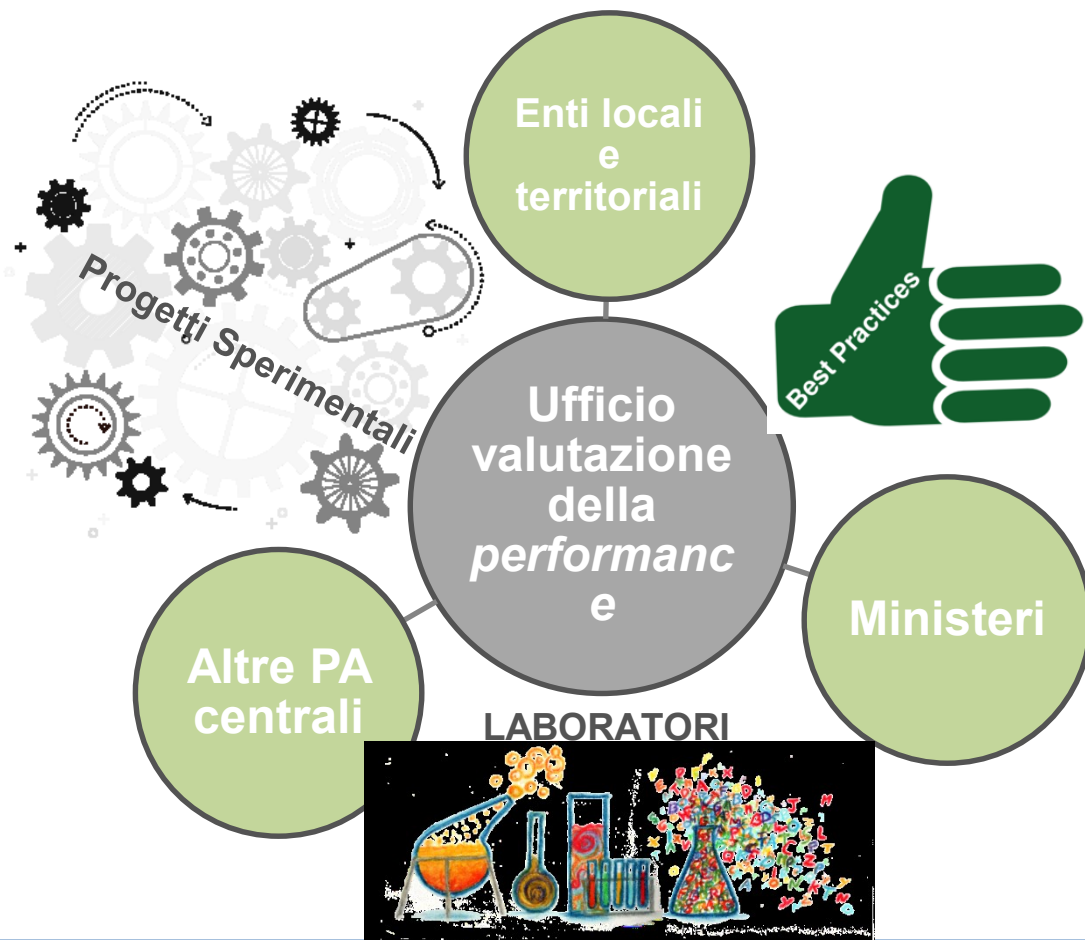 Enti locali
e
territoriali
Progetti Sperimentali
Best Practices
Ufficio
valutazione
della
performanc
e
Ministeri
Altre PA
centrali
LABORATORI